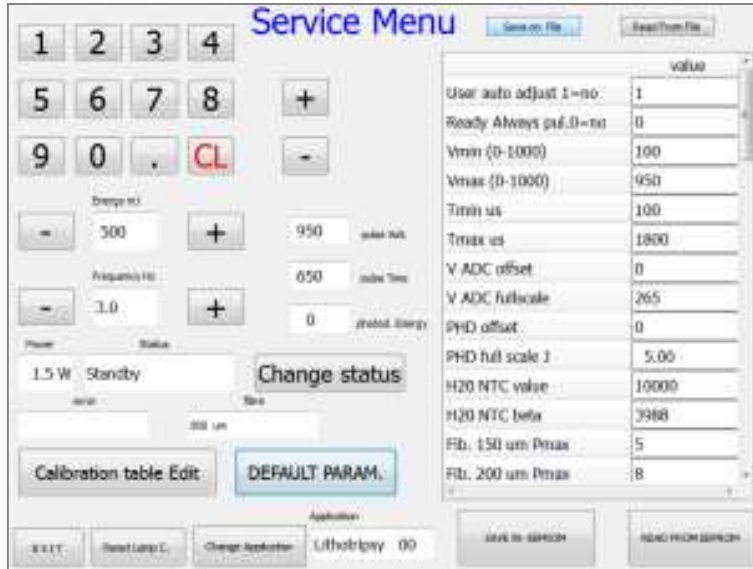 Service Menu
Save on File
Read from File
1 2 3 4
5 6 7 8 +
9 0 . CL -
value
User auto adjust 1=no 1
Ready Always pul.0=no 0
Vmin (0-1000) 100
Vmax (0-1000) 950
Tmin us 100
Tmax us 1800
V ADC offset 0
V ADC fullscale 265
PHD offset 0
PHD full scale J 5.00
H20 NTC value 10000
H20 NTC beta 3988
Fib. 150 um Pmax 5
Fib. 200 um Pmax 8
Energy mJ
- 500 +
950 pulse Volt.
Frequency Hz
650 pulse Time
- 3.0 +
0 photod. Energy
Power Status
1.5 W Standby
Change status
error fibre
200 um
Calibration table Edit
DEFAULT PARAM.
Application
EXIT
Reset Lamp C.
Change Application
Lithotripsy 00
SAVE IN EEPROM
READ FROM EEPROM